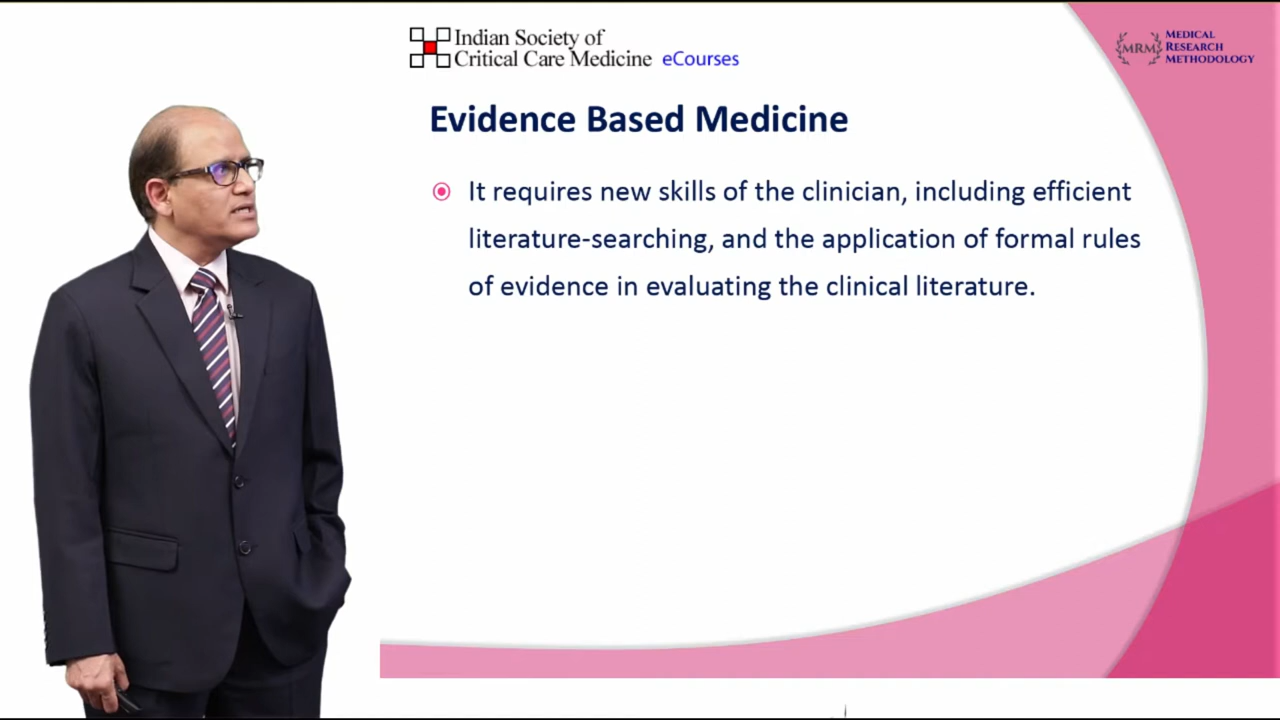 Indian Society of
Critical Care Medicine eCourses
MRM
MEDICAL
RESEARCH
METHODOLOGY
Evidence Based Medicine
It requires new skills of the clinician, including efficient
literature-searching, and the application of formal rules
of evidence in evaluating the clinical literature.